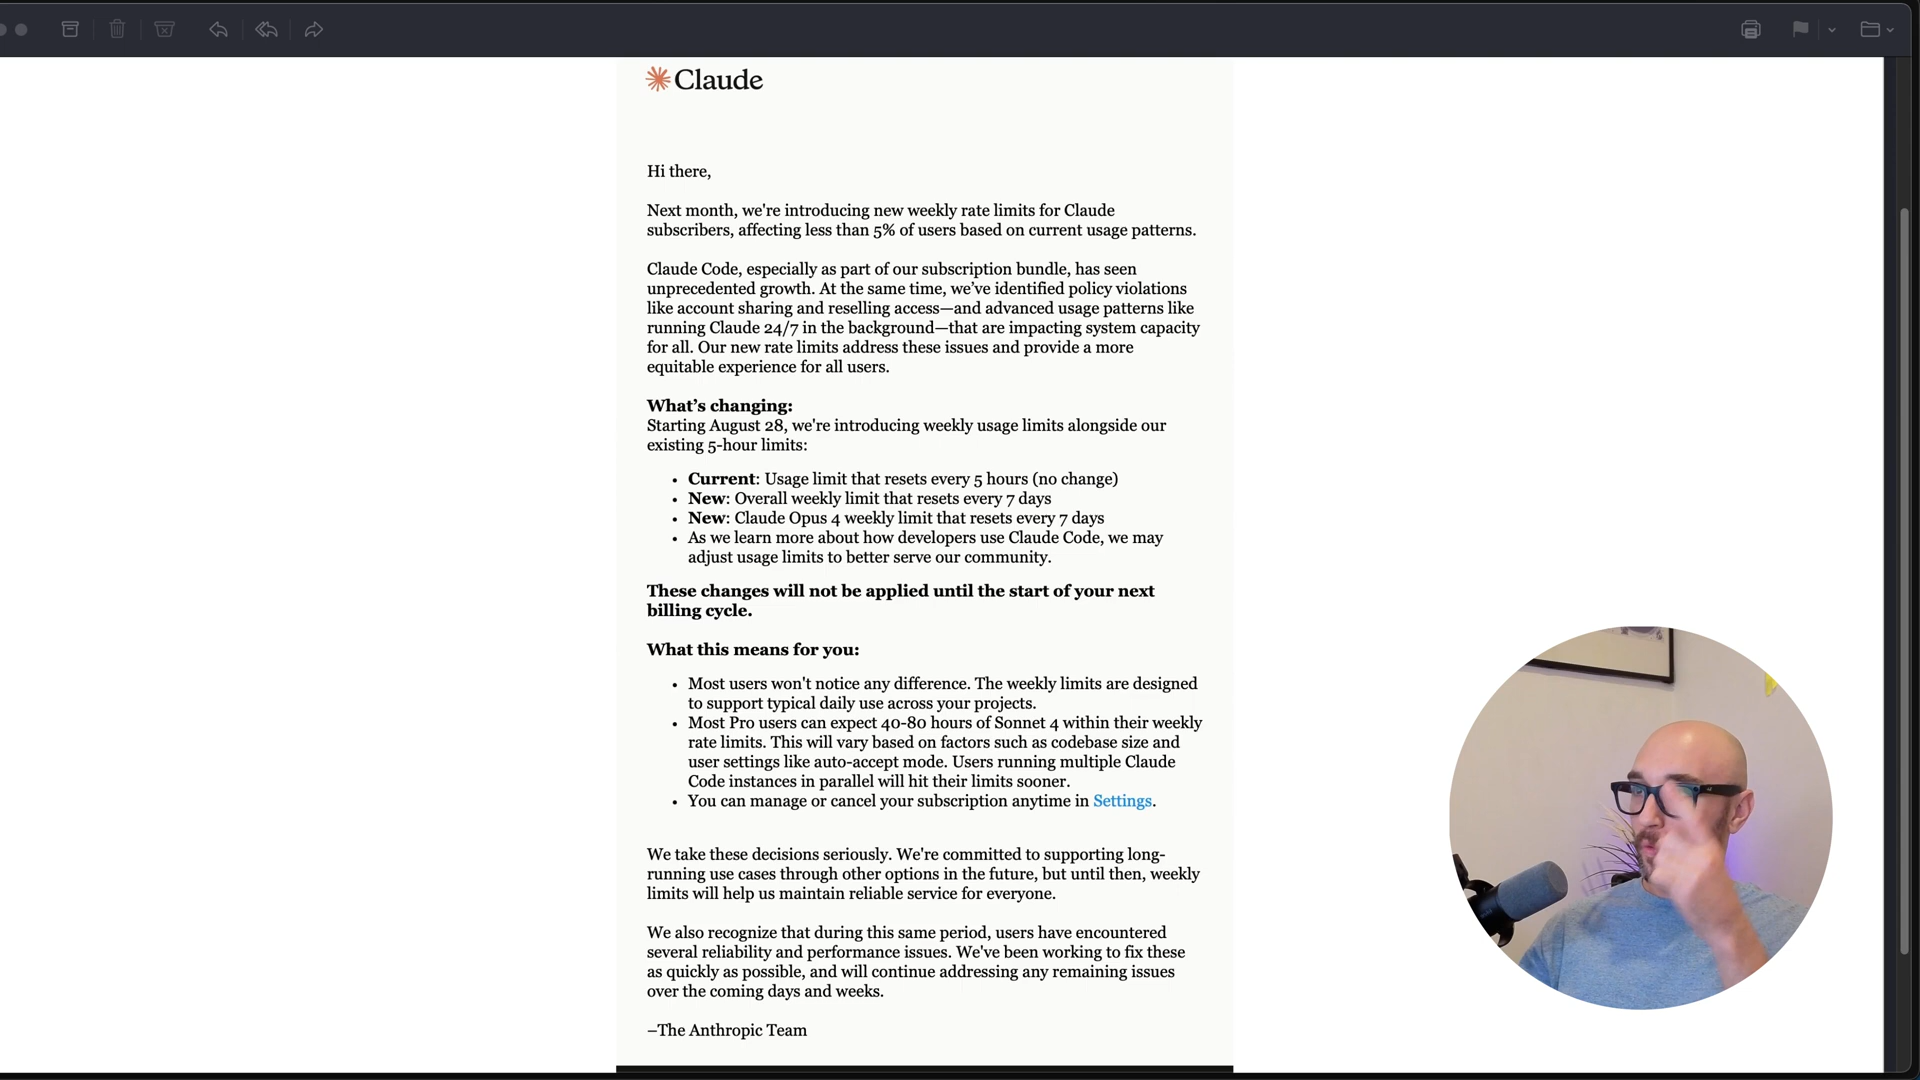 Claude
Hi there,
Next month, we're introducing new weekly rate limits for Claude
subscribers, affecting less than 5% of users based on current usage patterns.
Claude Code, especially as part of our subscription bundle, has seen
unprecedented growth. At the same time, we’ve identified policy violations
like account sharing and reselling access—and advanced usage patterns like
running Claude 24/7 in the background—that are impacting system capacity
for all. Our new rate limits address these issues and provide a more
equitable experience for all users.
What’s changing:
Starting August 28, we're introducing weekly usage limits alongside our
existing 5-hour limits:
• Current: Usage limit that resets every 5 hours (no change)
• New: Overall weekly limit that resets every 7 days
• New: Claude Opus 4 weekly limit that resets every 7 days
• As we learn more about how developers use Claude Code, we may
adjust usage limits to better serve our community.
These changes will not be applied until the start of your next
billing cycle.
What this means for you:
• Most users won't notice any difference. The weekly limits are designed
to support typical daily use across your projects.
• Most Pro users can expect 40-80 hours of Sonnet 4 within their weekly
rate limits. This will vary based on factors such as codebase size and
user settings like auto-accept mode. Users running multiple Claude
Code instances in parallel will hit their limits sooner.
• You can manage or cancel your subscription anytime in Settings.
We take these decisions seriously. We're committed to supporting long-
running use cases through other options in the future, but until then, weekly
limits will help us maintain reliable service for everyone.
We also recognize that during this same period, users have encountered
several reliability and performance issues. We've been working to fix these
as quickly as possible, and will continue addressing any remaining issues
over the coming days and weeks.
–The Anthropic Team